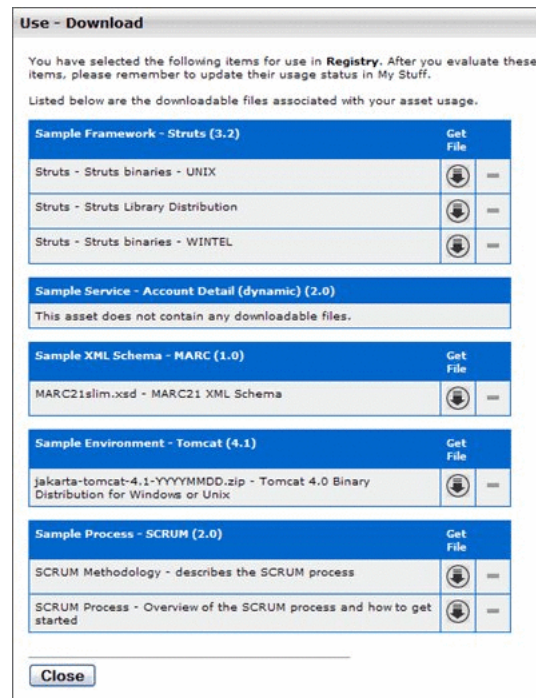 Use - Download
You have selected the following items for use in Registry. After you evaluate these
items, please remember to update their usage status in My Stuff.
Listed below are the downloadable files associated with your asset usage.
Sample Framework - Struts (3.2) Get
File
Struts - Struts binaries - UNIX
Struts - Struts Library Distribution
Struts - Struts binaries - WINTEL
Sample Service - Account Detail (dynamic) (2.0)
This asset does not contain any downloadable files.
Sample XML Schema - MARC (1.0) Get
File
MARC21slim.xsd - MARC21 XML Schema
Sample Environment - Tomcat (4.1) Get
File
jakarta-tomcat-4.1-YYYYMMDD.zip - Tomcat 4.0 Binary
Distribution for Windows or Unix
Sample Process - SCRUM (2.0) Get
File
SCRUM Methodology - describes the SCRUM process
SCRUM Process - Overview of the SCRUM process and how to get
started
Close